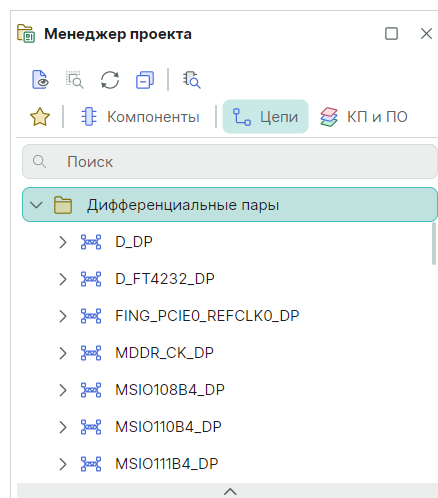 Менеджер проекта
Компоненты Цепи КП и ПО
Поиск
Дифференциальные пары
D_DP
D_FT4232_DP
FING_PCIE0_REFCLK0_DP
MDDR_CK_DP
MSIO108B4_DP
MSIO110B4_DP
MSIO111B4_DP